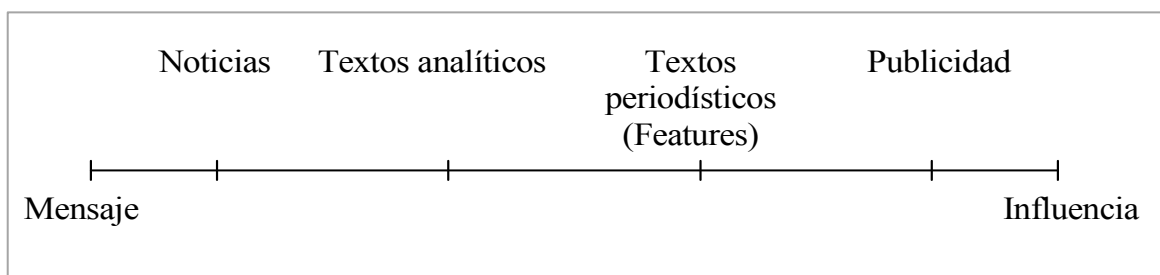 Noticias
Textos analíticos
Textos
periodísticos
(Features)
Publicidad
Mensaje
Influencia